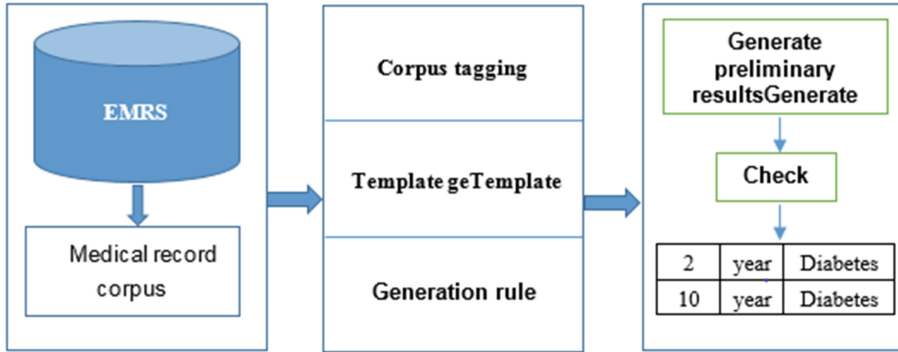 EMRS
Medical record
corpus
Corpus tagging
Template geTemplate
Generation rule
Generate
preliminary
resultsGenerate
Check
2 year Diabetes
10 year Diabetes